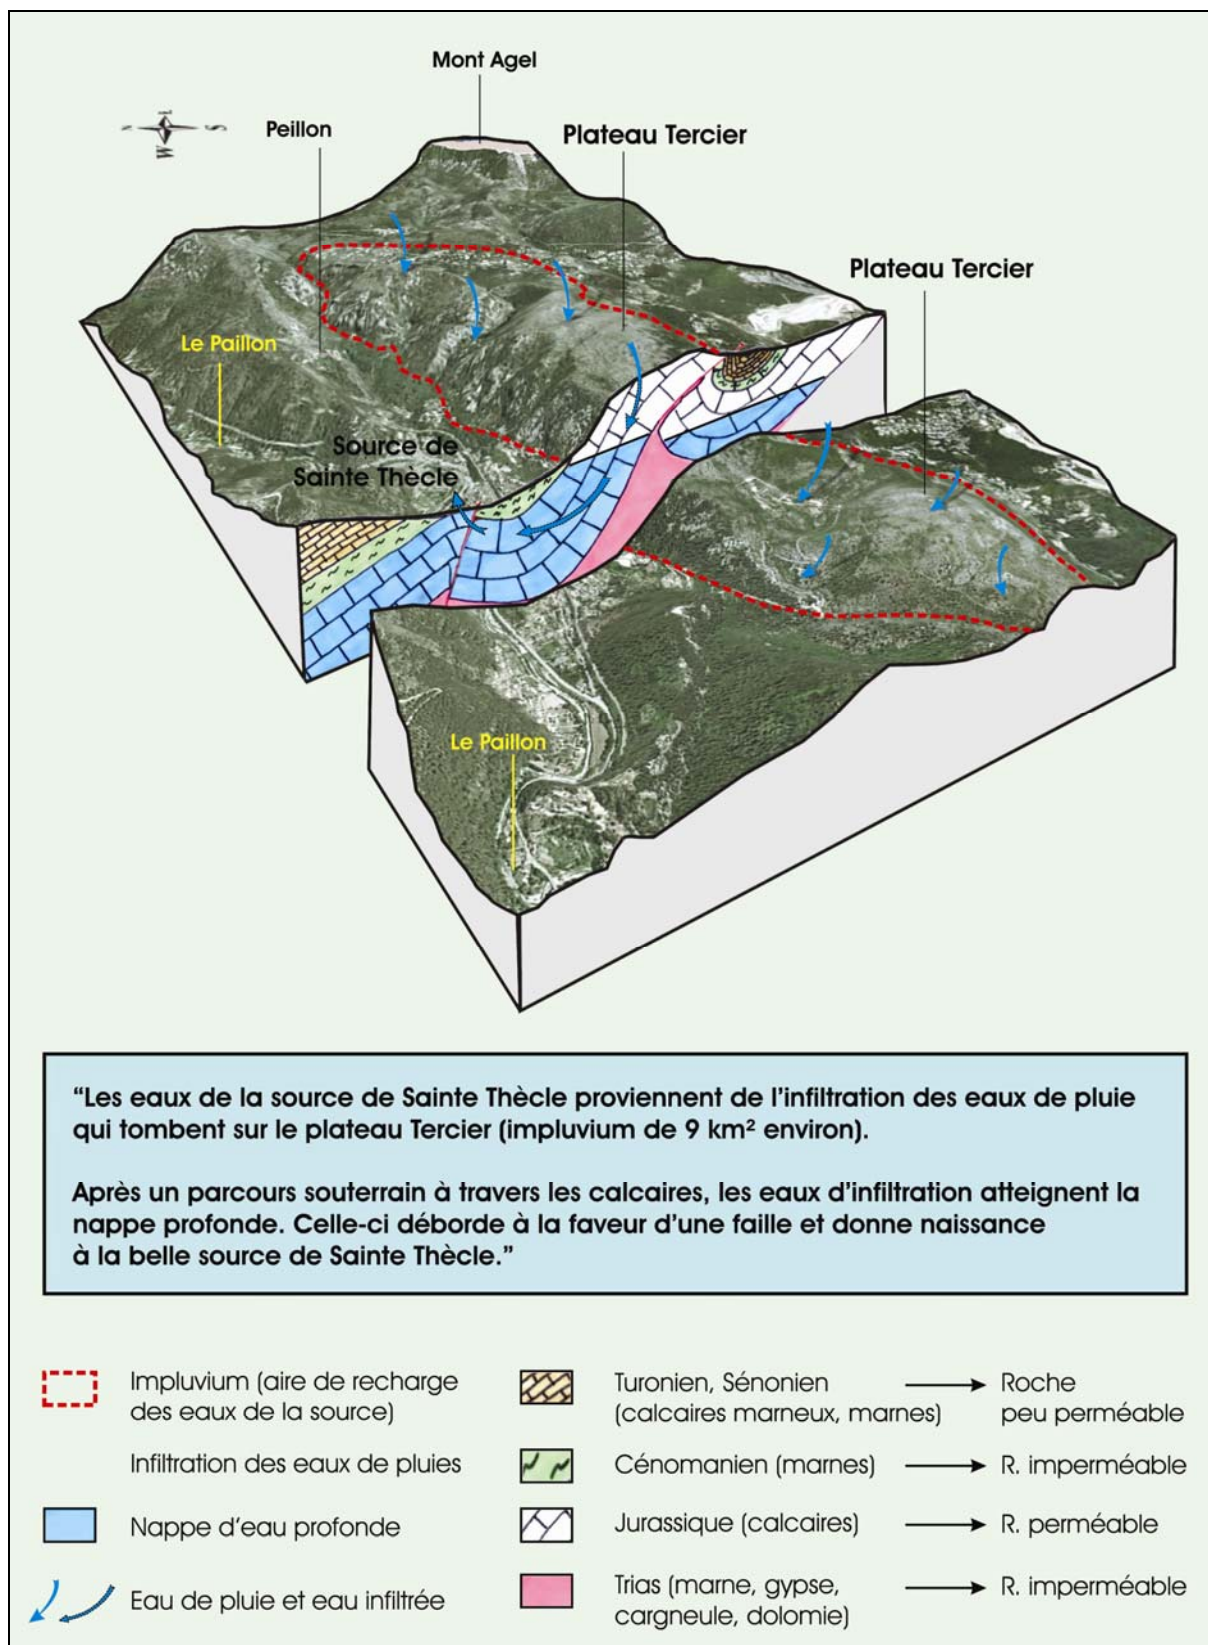 Mont Agel
Peillon
Plateau Tercier
Plateau Tercier
S
W
Le Paillon
Source de
Sainte Thècle
Le Paillon
“Les eaux de la source de Sainte Thècle proviennent de l’infiltration des eaux de pluie
qui tombent sur le plateau Tercier (impluvium de 9 km² environ).
Après un parcours souterrain à travers les calcaires, les eaux d’infiltration atteignent la
nappe profonde. Celle-ci déborde à la faveur d’une faille et donne naissance
à la belle source de Sainte Thècle.”
Impluvium (aire de recharge
des eaux de la source)
Infiltration des eaux de pluies
Nappe d’eau profonde
Eau de pluie et eau infiltrée
Turonien, Sénonien
(calcaires marneux, marnes)
Roche
peu perméable
Cénomanien (marnes)
R. imperméable
Jurassique (calcaires)
R. perméable
Trias (marne, gypse,
cargneule, dolomie)
R. imperméable